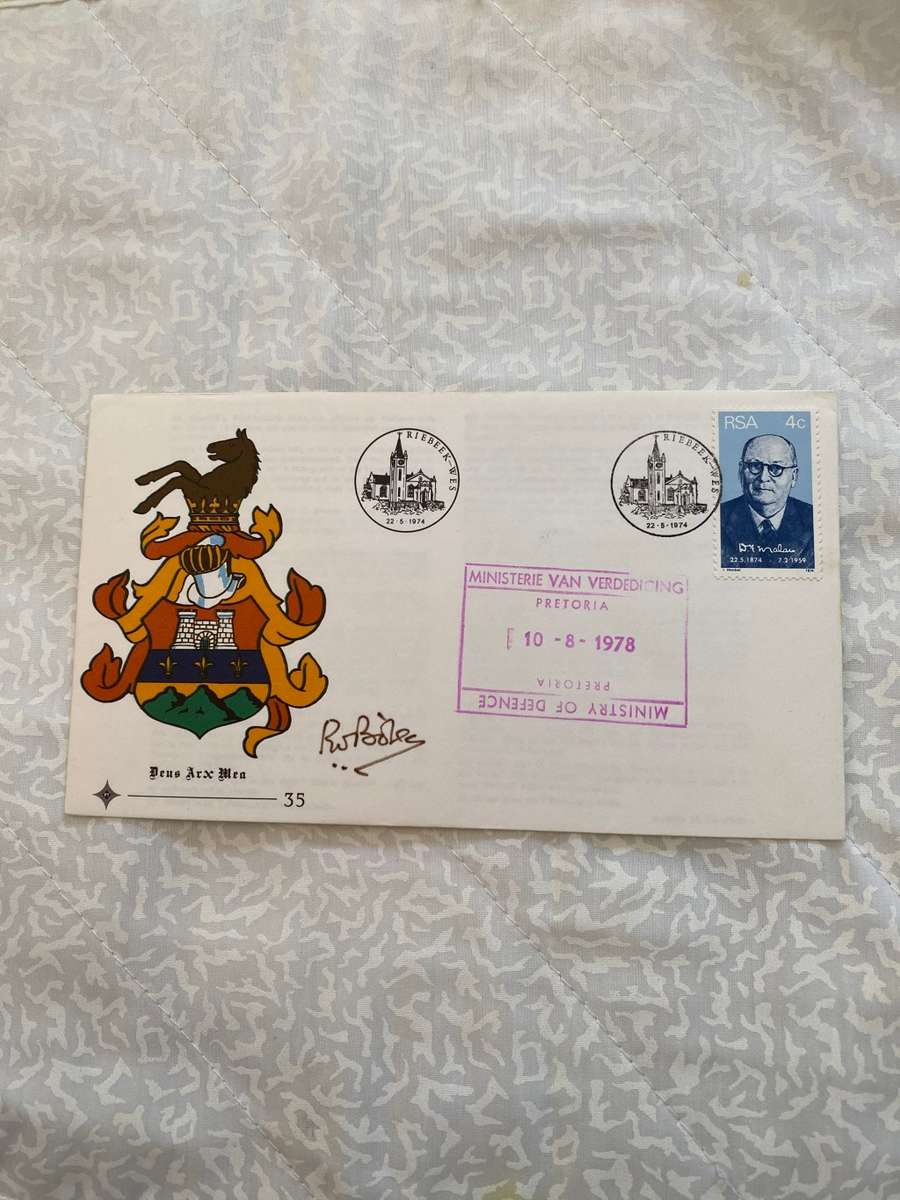 RIEBEEK-WES
22·5·1974
RIEBEEK-WES
22·5·1974
RSA 4c
D.F. Malan
22.5.1874 · 7.2.1959
MINISTERIE VAN VERDEDIGING
PRETORIA
10 -8- 1978
PRETORIA
MINISTRY OF DEFENCE
Deus Arx Mea
35